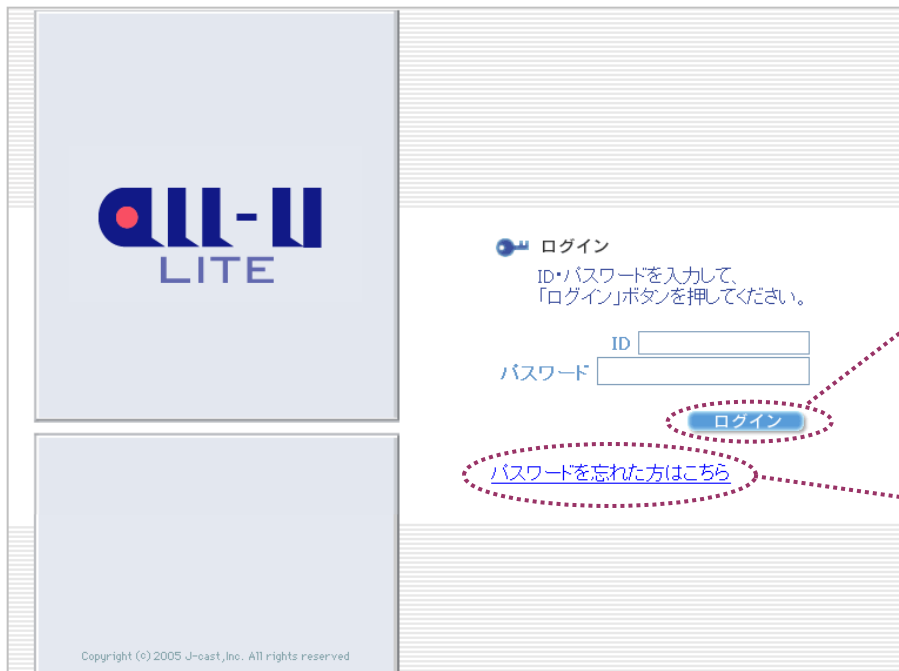 all-u
LITE
ログイン
ID・パスワードを入力して、
「ログイン」ボタンを押してください。
ID
パスワード
ログイン
パスワードを忘れた方はこちら
Copyright (c) 2005 J-cast,Inc. All rights reserved